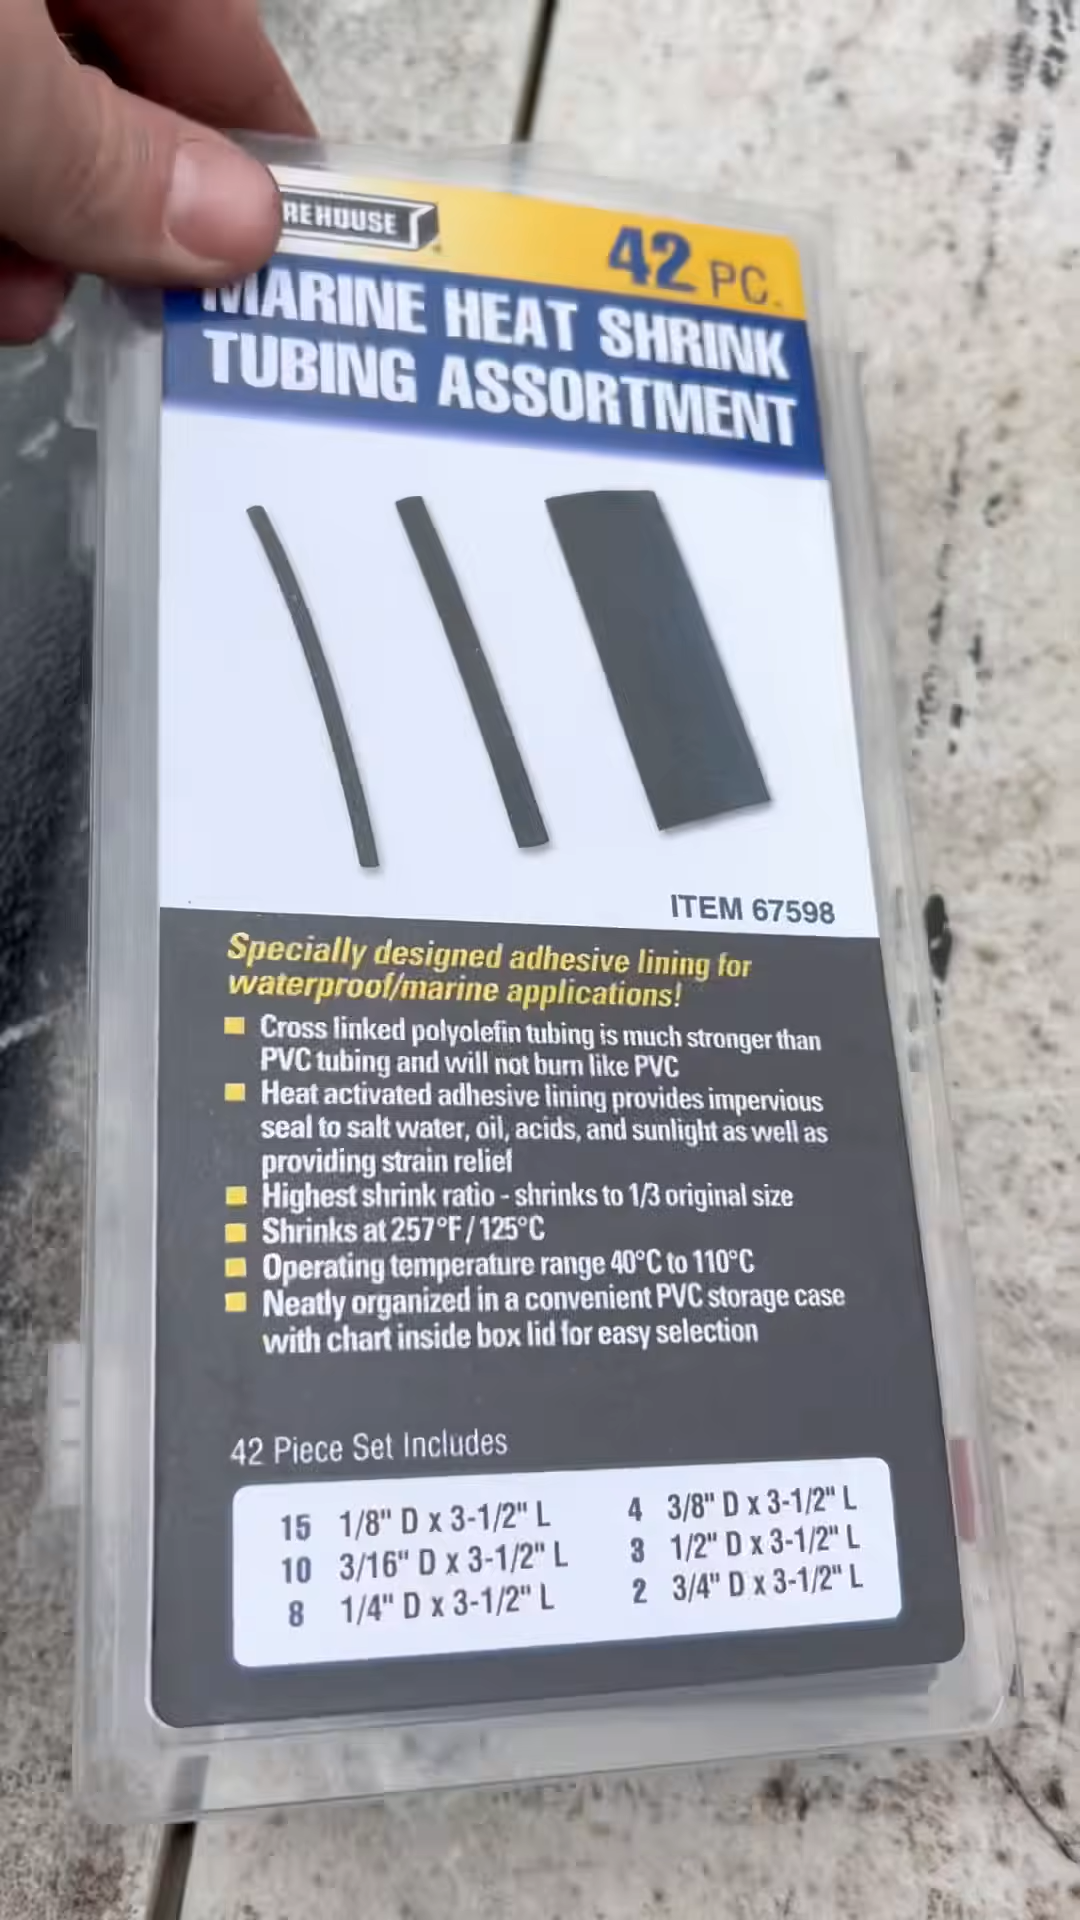 REHOUSE
42 PC.
MARINE HEAT SHRINK
TUBING ASSORTMENT
ITEM 67598
Specially designed adhesive lining for
waterproof/marine applications!
Cross linked polyolefin tubing is much stronger than
PVC tubing and will not burn like PVC
Heat activated adhesive lining provides impervious
seal to salt water, oil, acids, and sunlight as well as
providing strain relief
Highest shrink ratio - shrinks to 1/3 original size
Shrinks at 257°F / 125°C
Operating temperature range 40°C to 110°C
Neatly organized in a convenient PVC storage case
with chart inside box lid for easy selection
42 Piece Set Includes
15 1/8" D x 3-1/2" L
10 3/16" D x 3-1/2" L
8 1/4" D x 3-1/2" L
4 3/8" D x 3-1/2" L
3 1/2" D x 3-1/2" L
2 3/4" D x 3-1/2" L